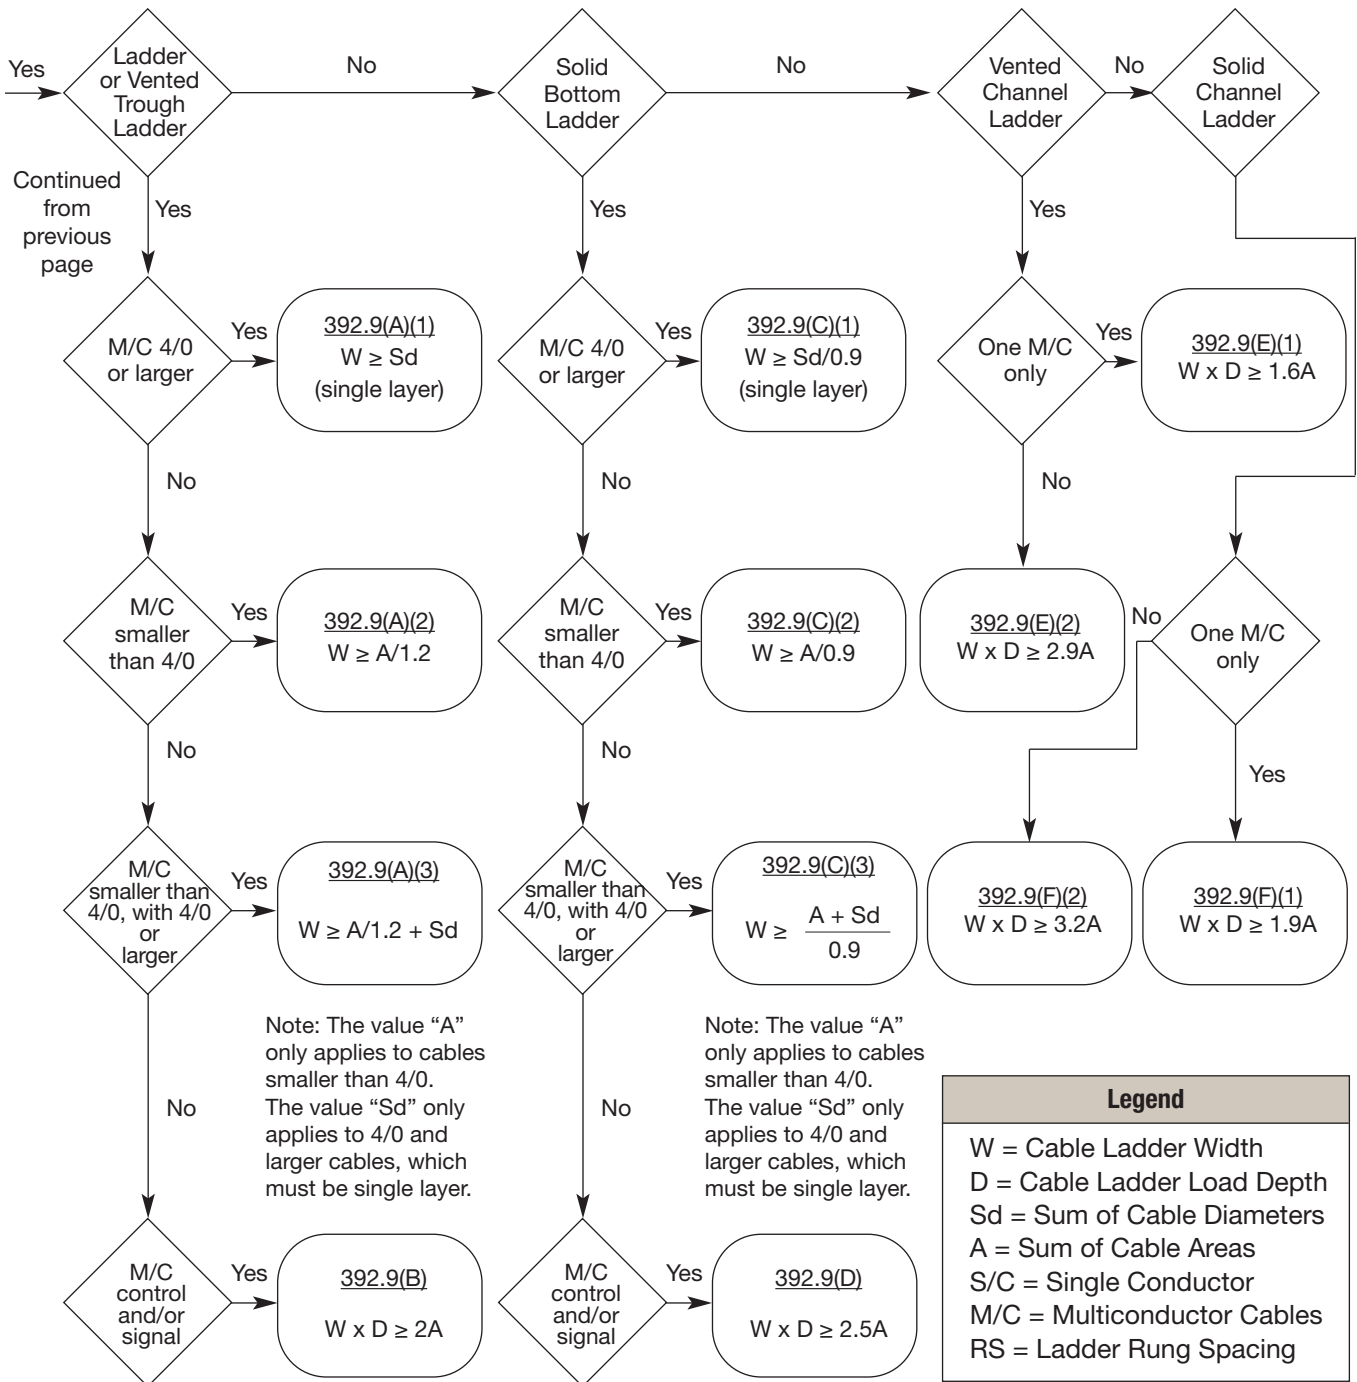 Yes
Ladder
or Vented
Trough
Ladder
No
Solid
Bottom
Ladder
No
Vented
Channel
Ladder
No
Solid
Channel
Ladder
Continued
from
previous
page
Yes
Yes
Yes
M/C 4/0
or larger
Yes
392.9(A)(1)
W ≥ Sd
(single layer)
M/C 4/0
or larger
Yes
392.9(C)(1)
W ≥ Sd/0.9
(single layer)
One M/C
only
Yes
392.9(E)(1)
W x D ≥ 1.6A
No
No
No
M/C
smaller
than 4/0
Yes
392.9(A)(2)
W ≥ A/1.2
M/C
smaller
than 4/0
Yes
392.9(C)(2)
W ≥ A/0.9
392.9(E)(2)
W x D ≥ 2.9A
No
One M/C
only
No
No
Yes
M/C
smaller than
4/0, with 4/0
or
larger
Yes
392.9(A)(3)
W ≥ A/1.2 + Sd
M/C
smaller than
4/0, with 4/0
or
larger
Yes
392.9(C)(3)
W ≥ A + Sd
0.9
392.9(F)(2)
W x D ≥ 3.2A
392.9(F)(1)
W x D ≥ 1.9A
No
Note: The value “A”
only applies to cables
smaller than 4/0.
The value “Sd” only
applies to 4/0 and
larger cables, which
must be single layer.
No
Note: The value “A”
only applies to cables
smaller than 4/0.
The value “Sd” only
applies to 4/0 and
larger cables, which
must be single layer.
M/C
control
and/or
signal
Yes
392.9(B)
W x D ≥ 2A
M/C
control
and/or
signal
Yes
392.9(D)
W x D ≥ 2.5A
Legend
W = Cable Ladder Width
D = Cable Ladder Load Depth
Sd = Sum of Cable Diameters
A = Sum of Cable Areas
S/C = Single Conductor
M/C = Multiconductor Cables
RS = Ladder Rung Spacing